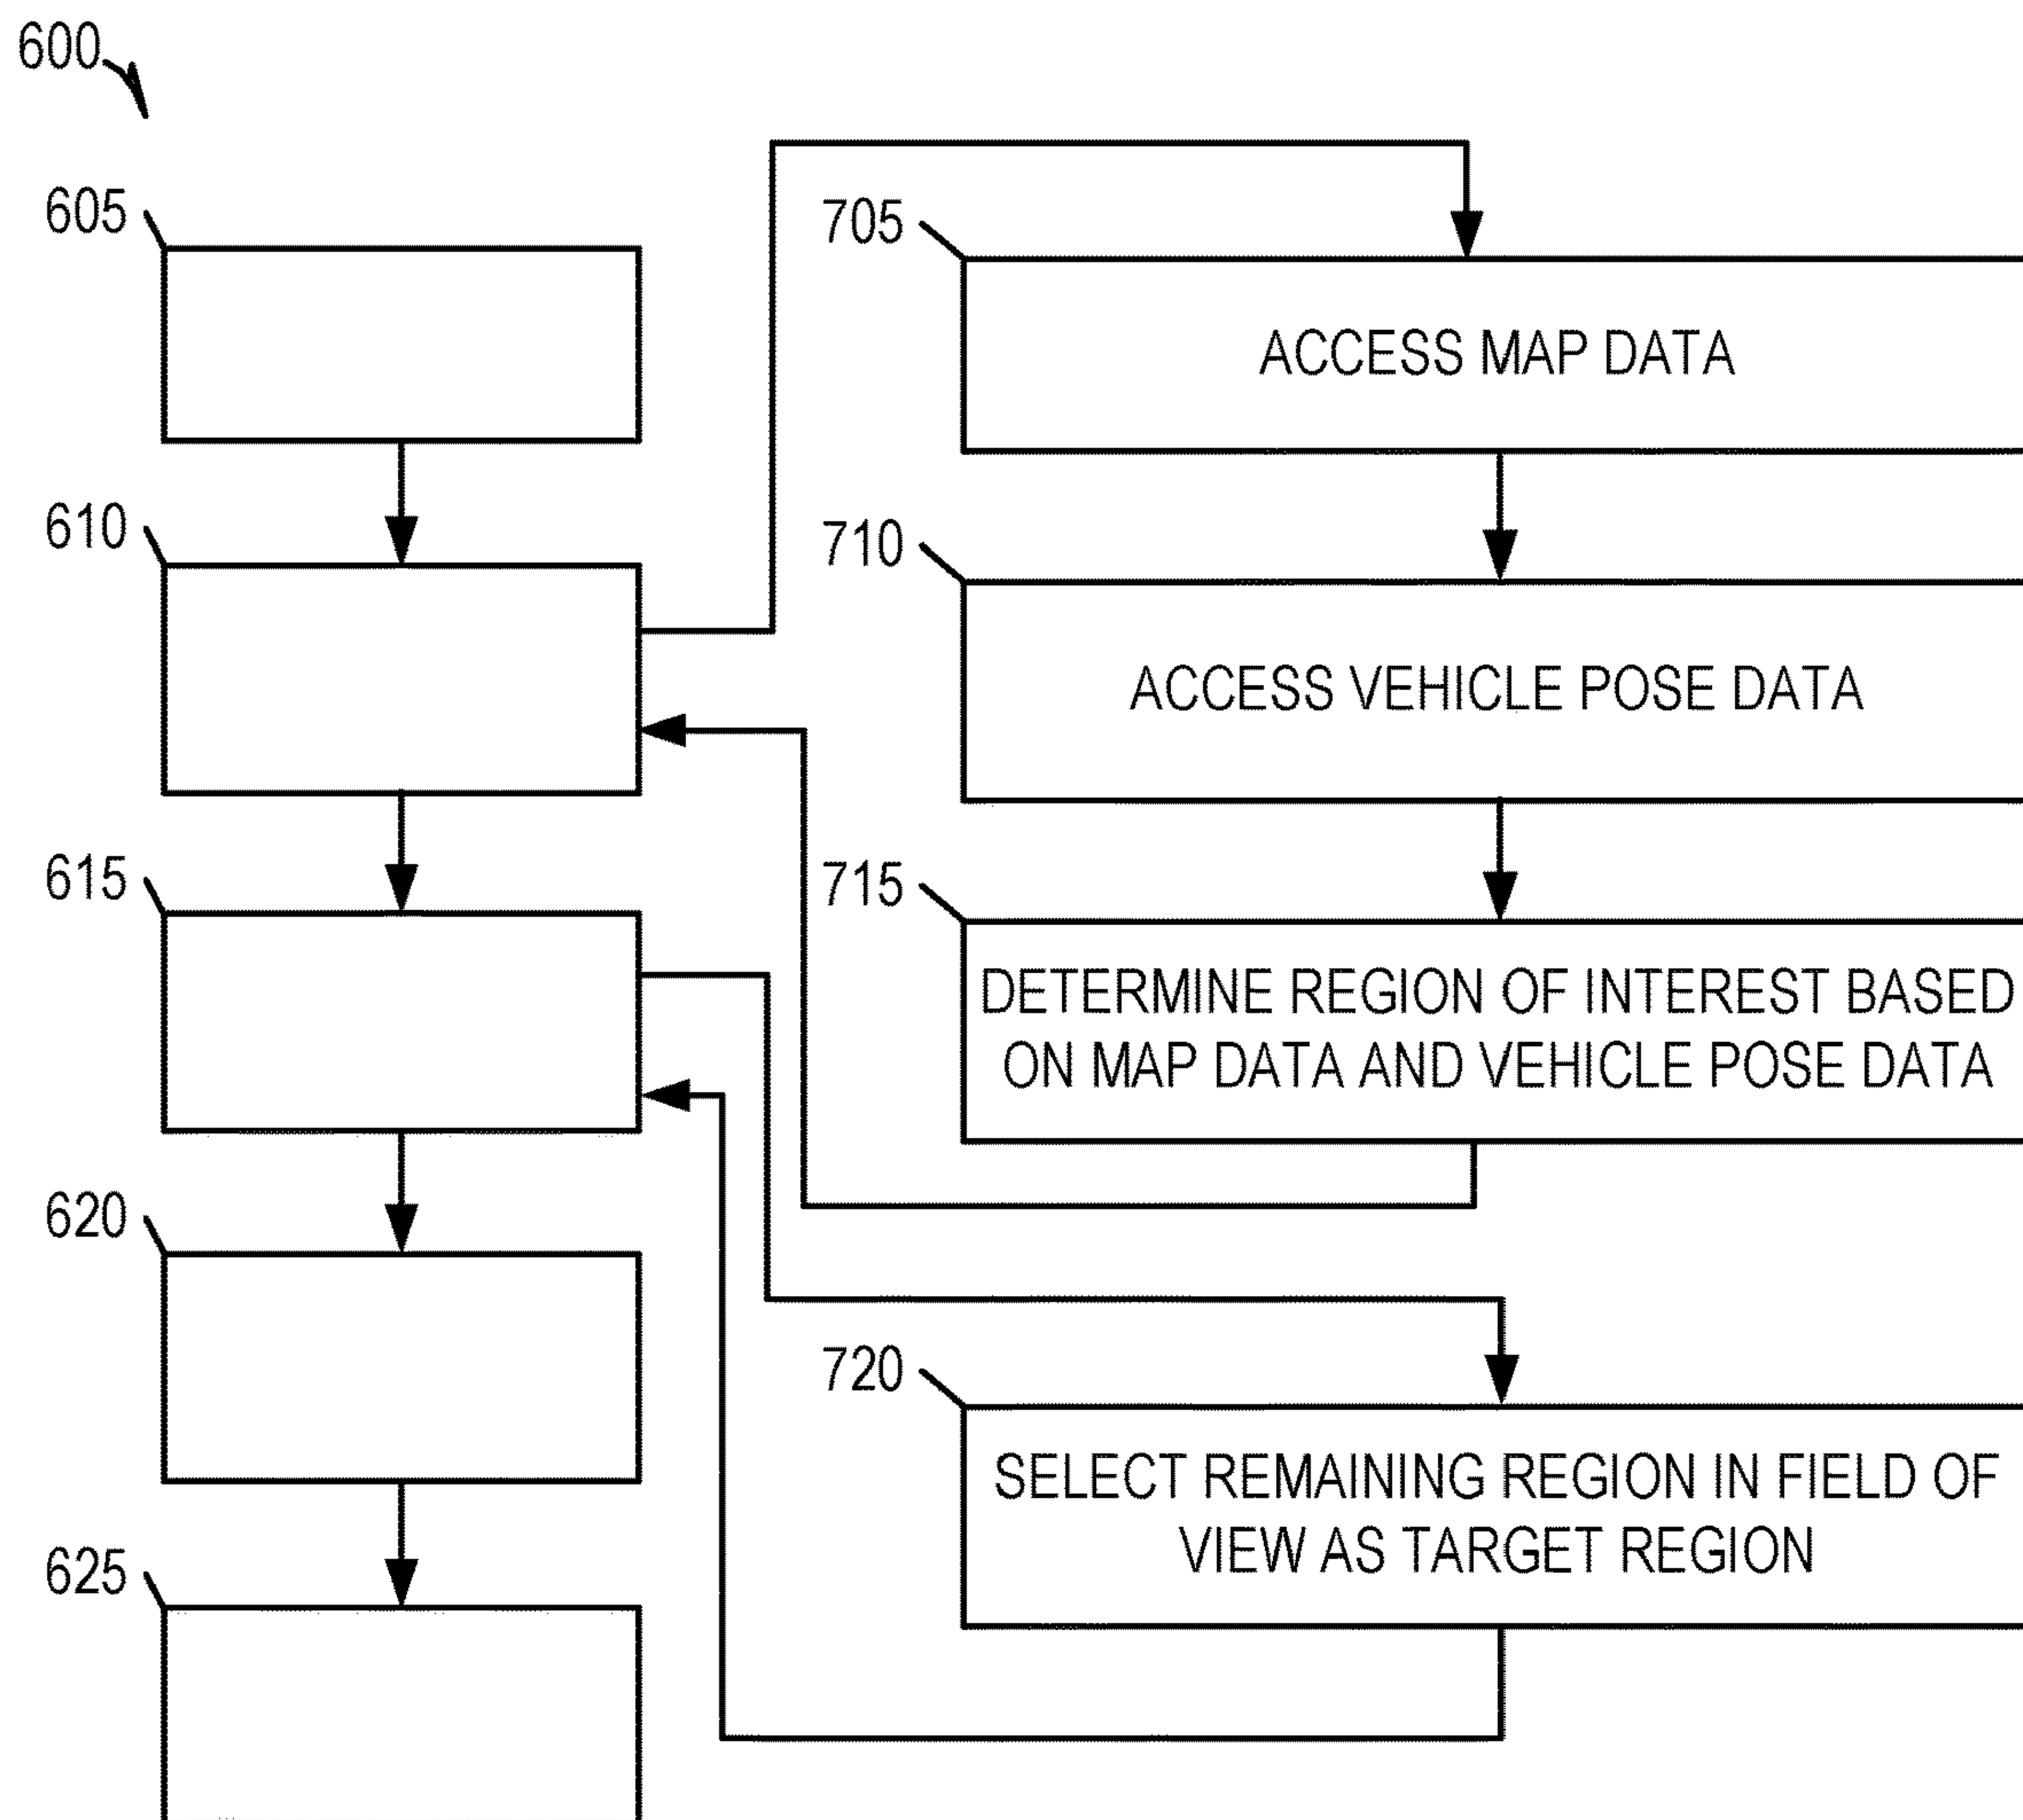 600
605
610
615
620
625
705
ACCESS MAP DATA
710
ACCESS VEHICLE POSE DATA
715
DETERMINE REGION OF INTEREST BASED
ON MAP DATA AND VEHICLE POSE DATA
720
SELECT REMAINING REGION IN FIELD OF
VIEW AS TARGET REGION